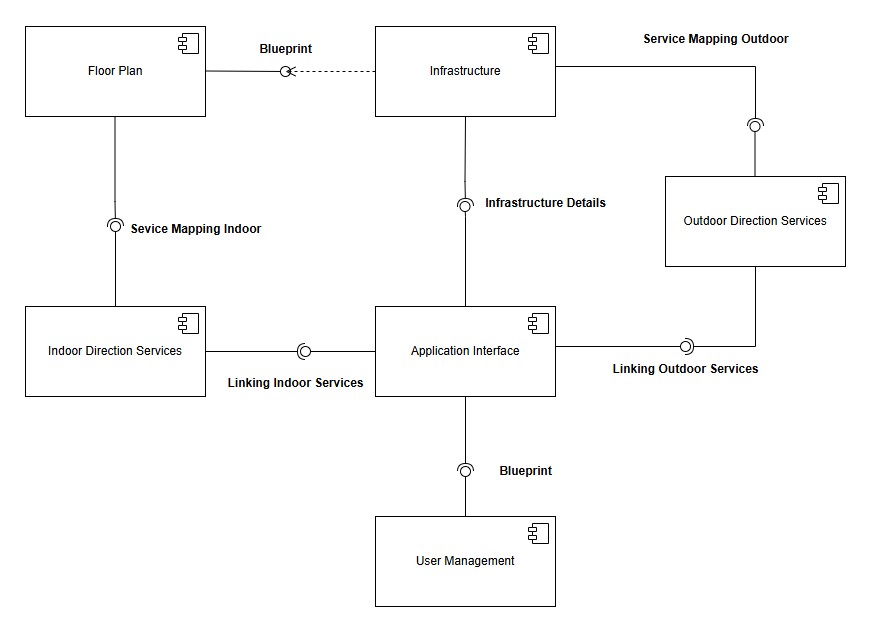 Service Mapping Outdoor
Blueprint
Floor Plan
Infrastructure
Infrastructure Details
Outdoor Direction Services
Sevice Mapping Indoor
Indoor Direction Services
Application Interface
Linking Outdoor Services
Linking Indoor Services
Blueprint
User Management